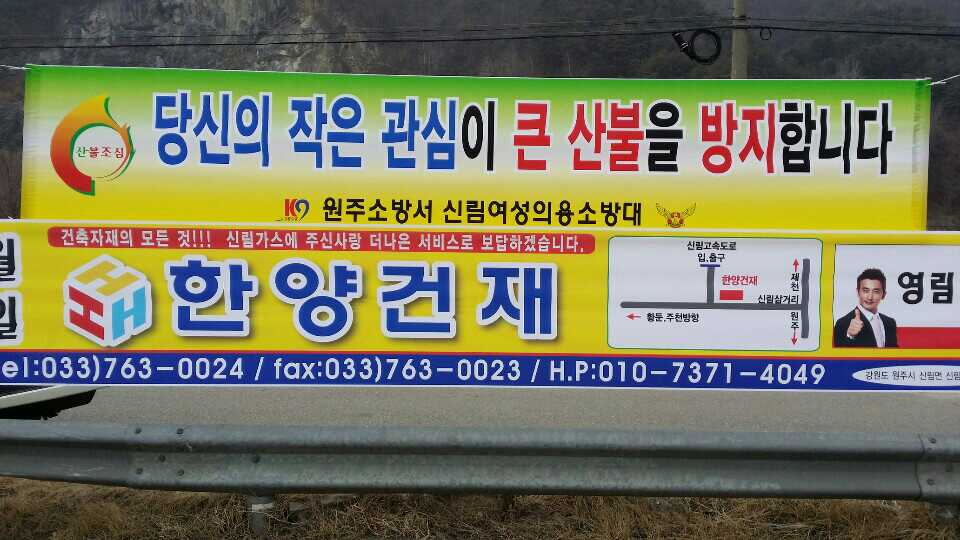 당신의 작은 관심이 큰 산불을 방지합니다
산불조심
원주소방서 신림여성의용소방대
건축자재의 모든 것!!! 신림가스에 주신사랑 더나은 서비스로 보답하겠습니다.
월
일
HHH
한양건재
신림고속도로
입,출구
한양건재
신림삼거리
제천
원주
황둔,주천방향
영림
el:033)763-0024 / fax:033)763-0023 / H.P:010-7371-4049
강원도 원주시 신림면 신림